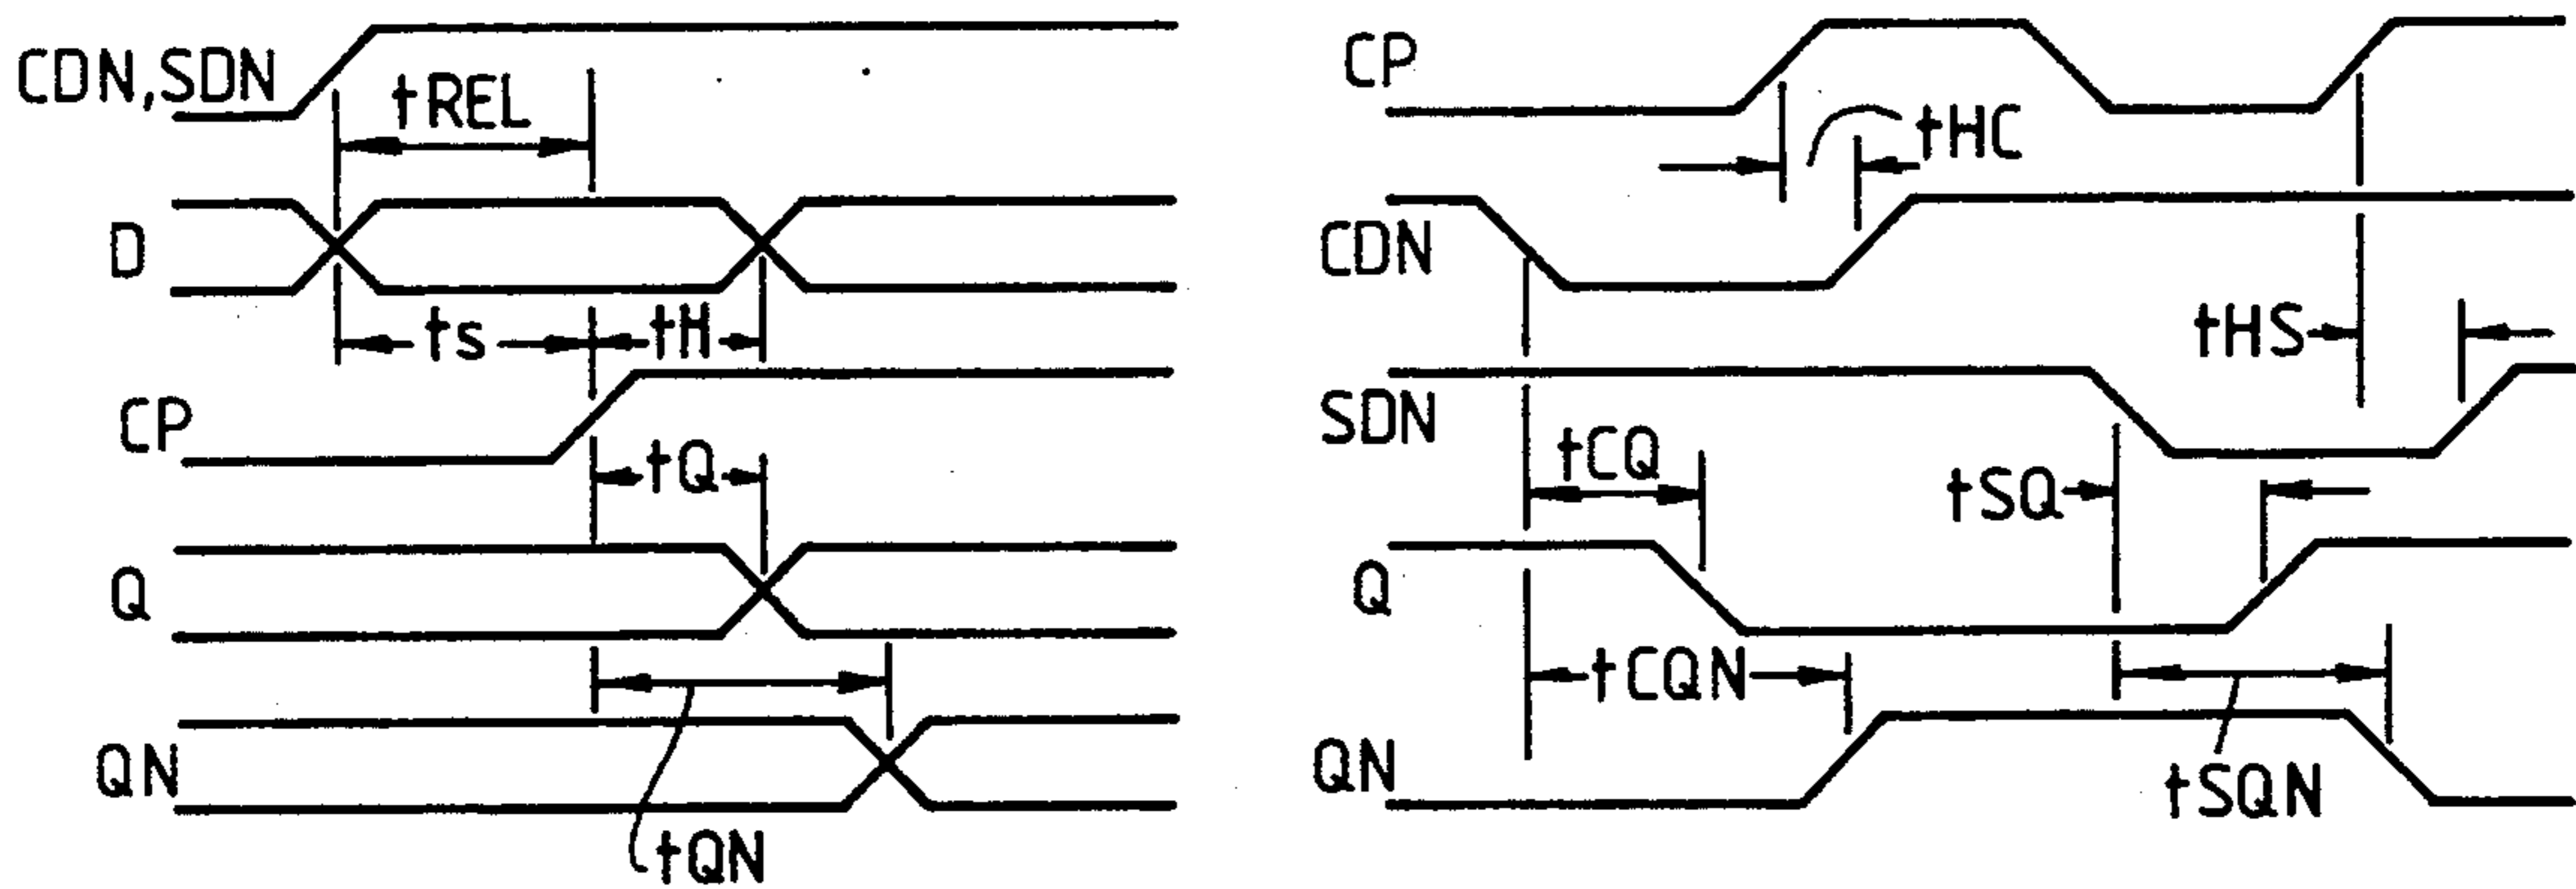 CDN,SDN
tREL
D
ts
tH
CP
tQ
Q
QN
tQN
CP
tHC
CDN
tHS
SDN
tCQ
tSQ
Q
tCQN
QN
tSQN